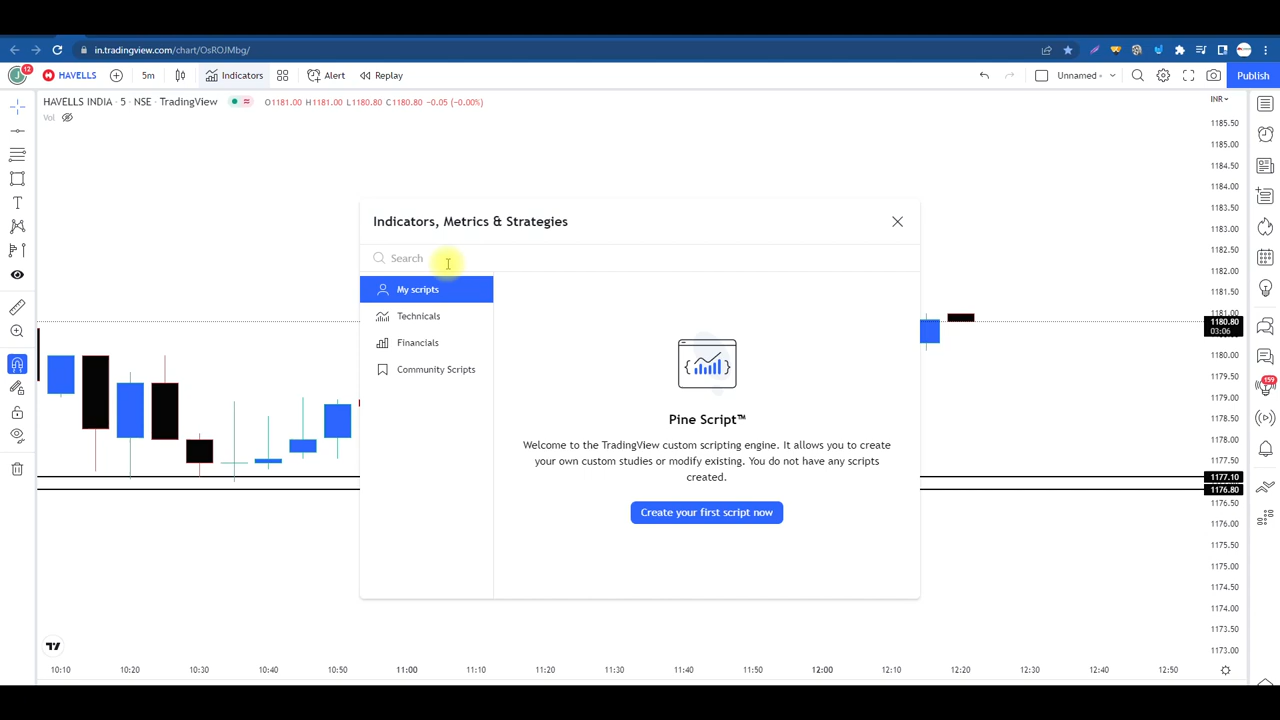 in.tradingview.com/chart/OsROJMbg/
J 12 HAVELLS 5m Indicators Alert Replay Unnamed Publish
HAVELLS INDIA · 5 · NSE · TradingView O1181.00 H1181.00 L1180.80 C1180.80 −0.05 (−0.00%) INR
Vol
Indicators, Metrics & Strategies
Search
My scripts
Technicals
Financials
Community Scripts
Pine Script™
Welcome to the TradingView custom scripting engine. It allows you to create
your own custom studies or modify existing. You do not have any scripts
created.
Create your first script now
1185.50
1185.00
1184.50
1184.00
1183.50
1183.00
1182.50
1182.00
1181.50
1181.00
1180.80
03:06
1180.00
1179.50
1179.00
1178.50
1178.00
1177.50
1177.10
1176.80
1176.50
1176.00
1175.50
1175.00
1174.50
1174.00
1173.50
1173.00
159
10:10 10:20 10:30 10:40 10:50 11:00 11:10 11:20 11:30 11:40 11:50 12:00 12:10 12:20 12:30 12:40 12:50